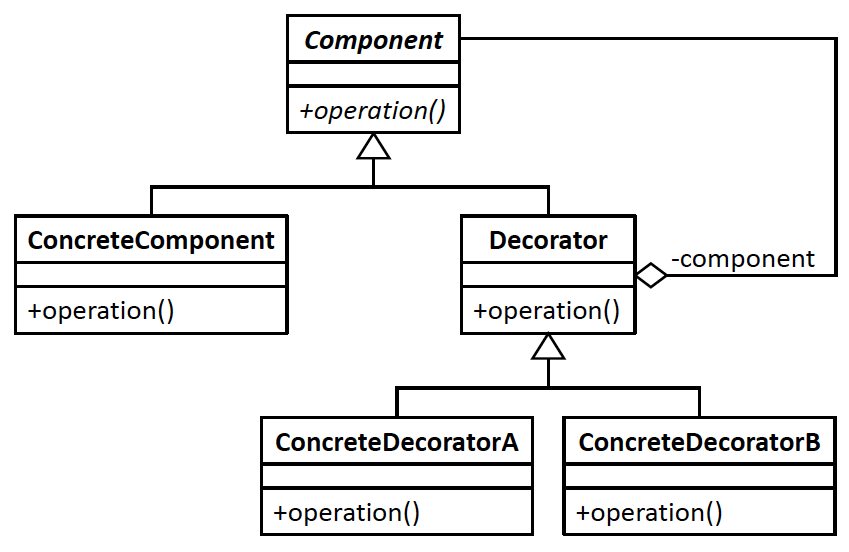 Component
+operation()
ConcreteComponent
+operation()
Decorator
+operation()
-component
ConcreteDecoratorA
+operation()
ConcreteDecoratorB
+operation()